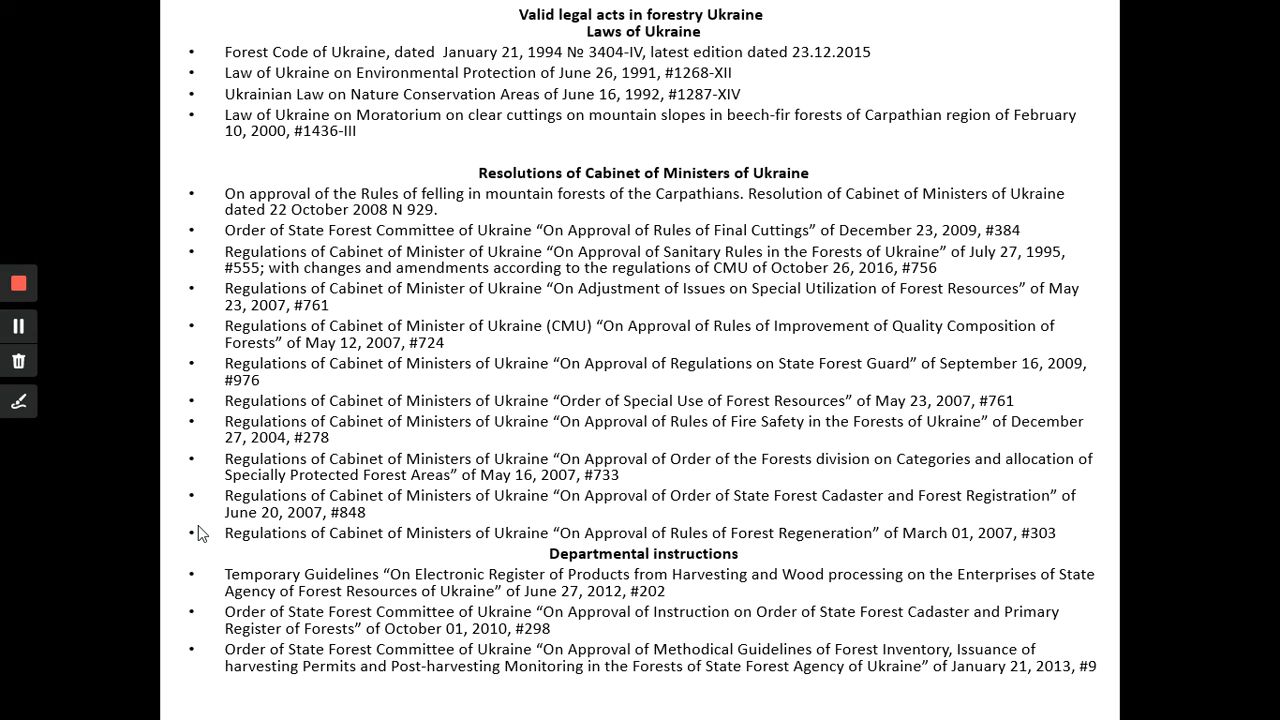 Valid legal acts in forestry Ukraine
Laws of Ukraine
• Forest Code of Ukraine, dated January 21, 1994 № 3404-IV, latest edition dated 23.12.2015
• Law of Ukraine on Environmental Protection of June 26, 1991, #1268-XII
• Ukrainian Law on Nature Conservation Areas of June 16, 1992, #1287-XIV
• Law of Ukraine on Moratorium on clear cuttings on mountain slopes in beech-fir forests of Carpathian region of February
10, 2000, #1436-III
Resolutions of Cabinet of Ministers of Ukraine
• On approval of the Rules of felling in mountain forests of the Carpathians. Resolution of Cabinet of Ministers of Ukraine
dated 22 October 2008 N 929.
• Order of State Forest Committee of Ukraine “On Approval of Rules of Final Cuttings” of December 23, 2009, #384
• Regulations of Cabinet of Minister of Ukraine “On Approval of Sanitary Rules in the Forests of Ukraine” of July 27, 1995,
#555; with changes and amendments according to the regulations of CMU of October 26, 2016, #756
• Regulations of Cabinet of Minister of Ukraine “On Adjustment of Issues on Special Utilization of Forest Resources” of May
23, 2007, #761
• Regulations of Cabinet of Minister of Ukraine (CMU) “On Approval of Rules of Improvement of Quality Composition of
Forests” of May 12, 2007, #724
• Regulations of Cabinet of Ministers of Ukraine “On Approval of Regulations on State Forest Guard” of September 16, 2009,
#976
• Regulations of Cabinet of Ministers of Ukraine “Order of Special Use of Forest Resources” of May 23, 2007, #761
• Regulations of Cabinet of Ministers of Ukraine “On Approval of Rules of Fire Safety in the Forests of Ukraine” of December
27, 2004, #278
• Regulations of Cabinet of Ministers of Ukraine “On Approval of Order of the Forests division on Categories and allocation of
Specially Protected Forest Areas” of May 16, 2007, #733
• Regulations of Cabinet of Ministers of Ukraine “On Approval of Order of State Forest Cadaster and Forest Registration” of
June 20, 2007, #848
• Regulations of Cabinet of Ministers of Ukraine “On Approval of Rules of Forest Regeneration” of March 01, 2007, #303
Departmental instructions
• Temporary Guidelines “On Electronic Register of Products from Harvesting and Wood processing on the Enterprises of State
Agency of Forest Resources of Ukraine” of June 27, 2012, #202
• Order of State Forest Committee of Ukraine “On Approval of Instruction on Order of State Forest Cadaster and Primary
Register of Forests” of October 01, 2010, #298
• Order of State Forest Committee of Ukraine “On Approval of Methodical Guidelines of Forest Inventory, Issuance of
harvesting Permits and Post-harvesting Monitoring in the Forests of State Forest Agency of Ukraine” of January 21, 2013, #9